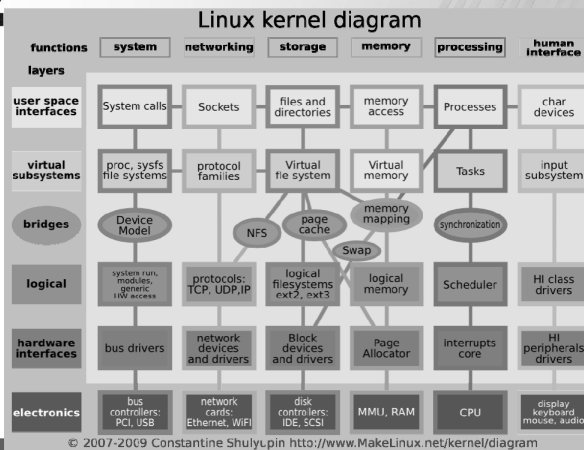 Linux kernel diagram
functions
system
networking
storage
memory
processing
human
interface
layers
user space
interfaces
System calls
Sockets
files and
directories
memory
access
Processes
char
devices
virtual
subsystems
proc, sysfs
file systems
protocol
families
Virtual
file system
Virtual
memory
Tasks
input
subsystem
bridges
Device
Model
NFS
page
cache
memory
mapping
Swap
synchronization
logical
system run,
modules,
generic
HW access
protocols:
TCP, UDP,IP
logical
filesystems
ext2, ext3
logical
memory
Scheduler
HI class
drivers
hardware
interfaces
bus drivers
network
devices
and drivers
Block
devices
and drivers
Page
Allocator
interrupts
core
HI
peripherals
drivers
electronics
bus
controllers:
PCI, USB
network
cards:
Ethernet, WiFI
disk
controllers:
IDE, SCSI
MMU, RAM
CPU
display
keyboard
mouse, audio
© 2007-2009 Constantine Shulyupin http://www.MakeLinux.net/kernel/diagram